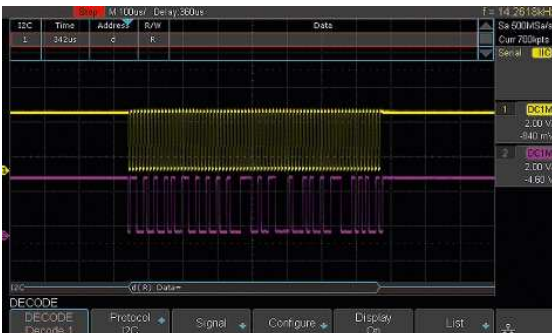 Stop M 100us/ Delay:360us f = 14.2618kHz
I2C Time Address R/W Data Sa 500MSa/s
1 342us d R Curr 700kpts
Serial IIC
1 DC1M
2.00 V
-840 mV
2 DC1M
2.00 V
-4.60 V
I2C d(R) Data=
DECODE
DECODE Protocol Signal Configure Display List
Decode 1 I2C On